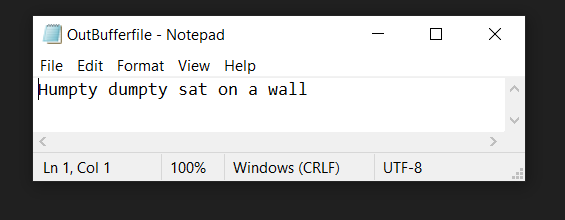 OutBufferfile - Notepad
File Edit Format View Help
Humpty dumpty sat on a wall
Ln 1, Col 1 100% Windows (CRLF) UTF-8